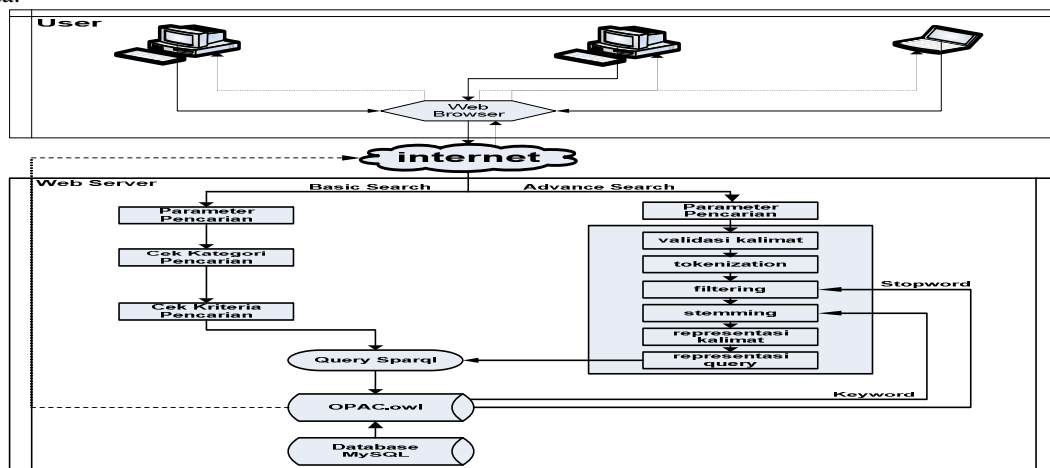 User
Web
Browser
internet
Web Server
Basic Search
Advance Search
Parameter
Pencarian
Parameter
Pencarian
validasi kalimat
Cek Kategori
Pencarian
tokenization
filtering
Stopword
Cek Kriteria
Pencarian
stemming
representasi
kalimat
Query Sparql
representasi
query
Keyword
OPAC.owl
Database
MySQL